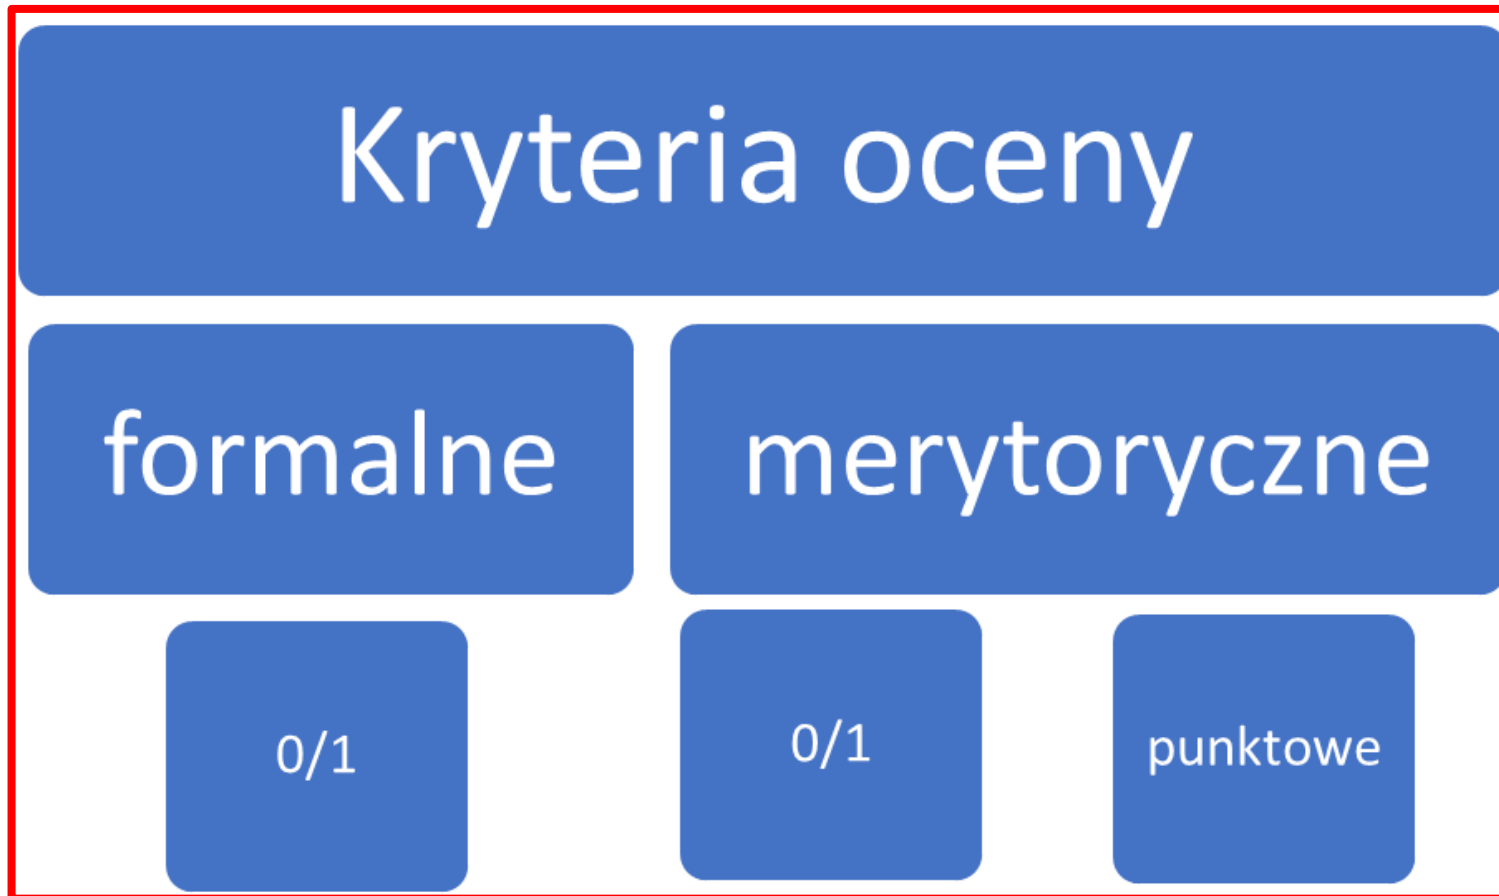 Kryteria oceny
formalne
merytoryczne
0/1
0/1
punktowe